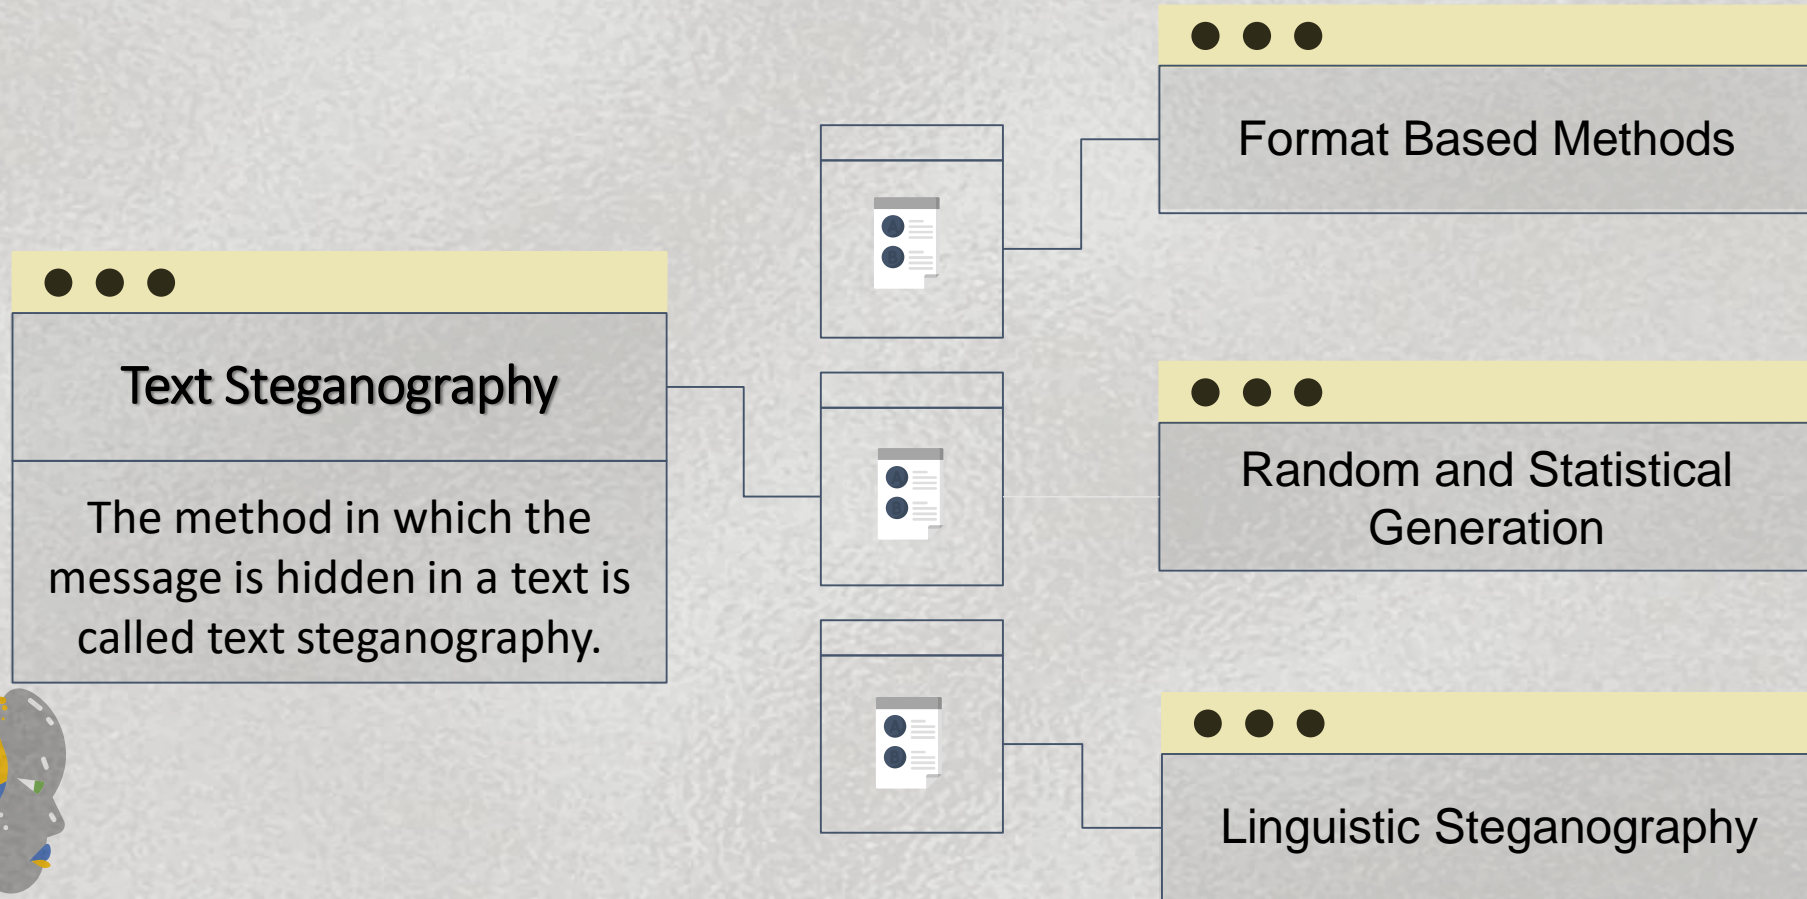 Text Steganography
The method in which the
message is hidden in a text is
called text steganography.
Format Based Methods
A
B
Random and Statistical
Generation
A
B
Linguistic Steganography
A
B